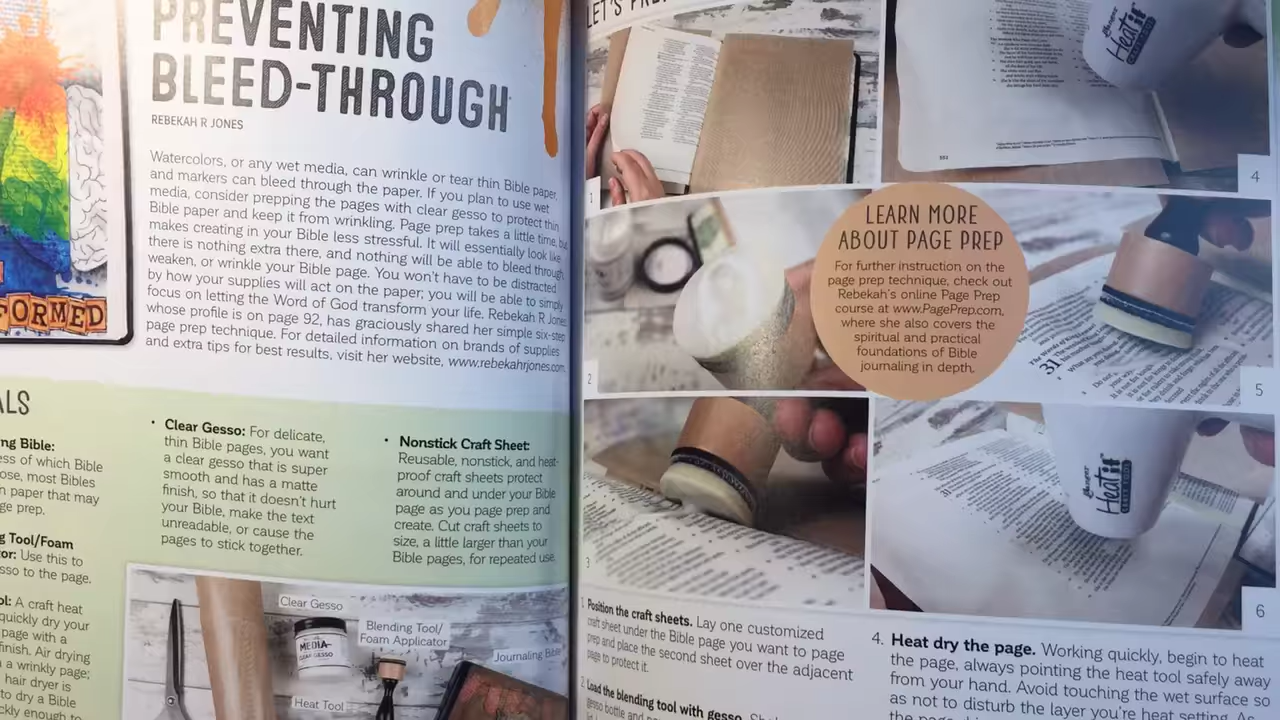 PREVENTING
BLEED-THROUGH
REBEKAH R JONES
Watercolors, or any wet media, can wrinkle or tear thin Bible paper,
and markers can bleed through the paper. If you plan to use wet
media, consider prepping the pages with clear gesso to protect thin
Bible paper and keep it from wrinkling. Page prep takes a little time, but
makes creating in your Bible less stressful. It will essentially look like
there is nothing extra there, and nothing will be able to bleed through,
weaken, or wrinkle your Bible page. You won't have to be distracted
by how your supplies will act on the paper; you will be able to simply
focus on letting the Word of God transform your life. Rebekah R Jones,
whose profile is on page 92, has graciously shared her simple six-step
page prep technique. For detailed information on brands of supplies
and extra tips for best results, visit her website, www.rebekahrjones.com.
FORMED
ALS
ng Bible:
ess of which Bible
ose, most Bibles
n paper that may
ge prep.
g Tool/Foam
or: Use this to
sso to the page.
ol: A craft heat
quickly dry your
page with a
finish. Air drying
a wrinkly page;
hair dryer is
to dry a Bible
ckly enough to
• Clear Gesso: For delicate,
thin Bible pages, you want
a clear gesso that is super
smooth and has a matte
finish, so that it doesn't hurt
your Bible, make the text
unreadable, or cause the
pages to stick together.
• Nonstick Craft Sheet:
Reusable, nonstick, and heat-
proof craft sheets protect
around and under your Bible
page as you page prep and
create. Cut craft sheets to
size, a little larger than your
Bible pages, for repeated use.
Clear Gesso
MEDIA
CLEAR GESSO
Blending Tool/
Foam Applicator
Journaling Bible
Heat Tool
LET'S PRE
1
Heat it
4
2
LEARN MORE
ABOUT PAGE PREP
For further instruction on the
page prep technique, check out
Rebekah's online Page Prep
course at www.PagePrep.com,
where she also covers the
spiritual and practical
foundations of Bible
journaling in depth.
31
5
3
Ranger
Heat it
CRAFT TOOL
6
1 Position the craft sheets. Lay one customized
craft sheet under the Bible page you want to page
prep and place the second sheet over the adjacent
page to protect it.
2 Load the blending tool with gesso.
gesso bottle and
4. Heat dry the page. Working quickly, begin to heat
the page, always pointing the heat tool safely away
from your hand. Avoid touching the wet surface so
as not to disturb the layer you're heat setting. As